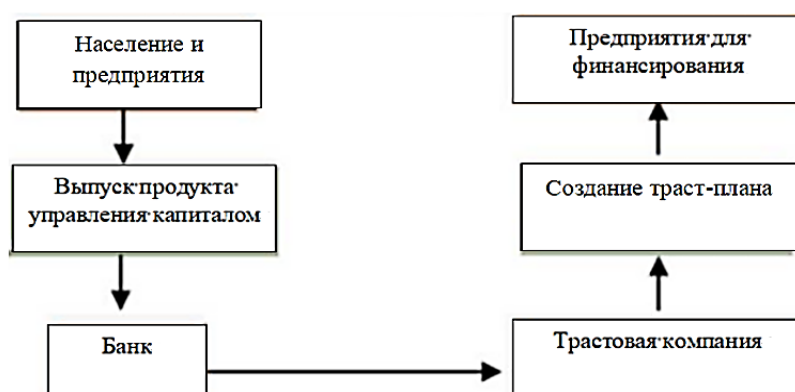 Население и
предприятия
Выпуск продукта
управления капиталом
Банк
Предприятия для
финансирования
Создание траст-плана
Трастовая компания